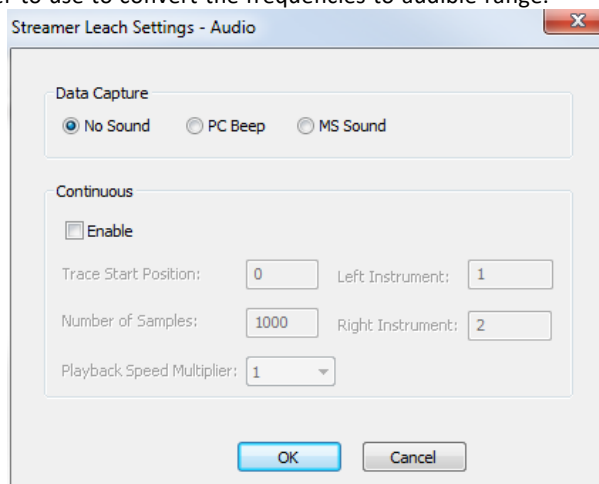 to use to convert the frequencies to audible range.
Streamer Leach Settings - Audio
Data Capture
No Sound PC Beep MS Sound
Continuous
Enable
Trace Start Position: 0 Left Instrument: 1
Number of Samples: 1000 Right Instrument: 2
Playback Speed Multiplier: 1
OK Cancel